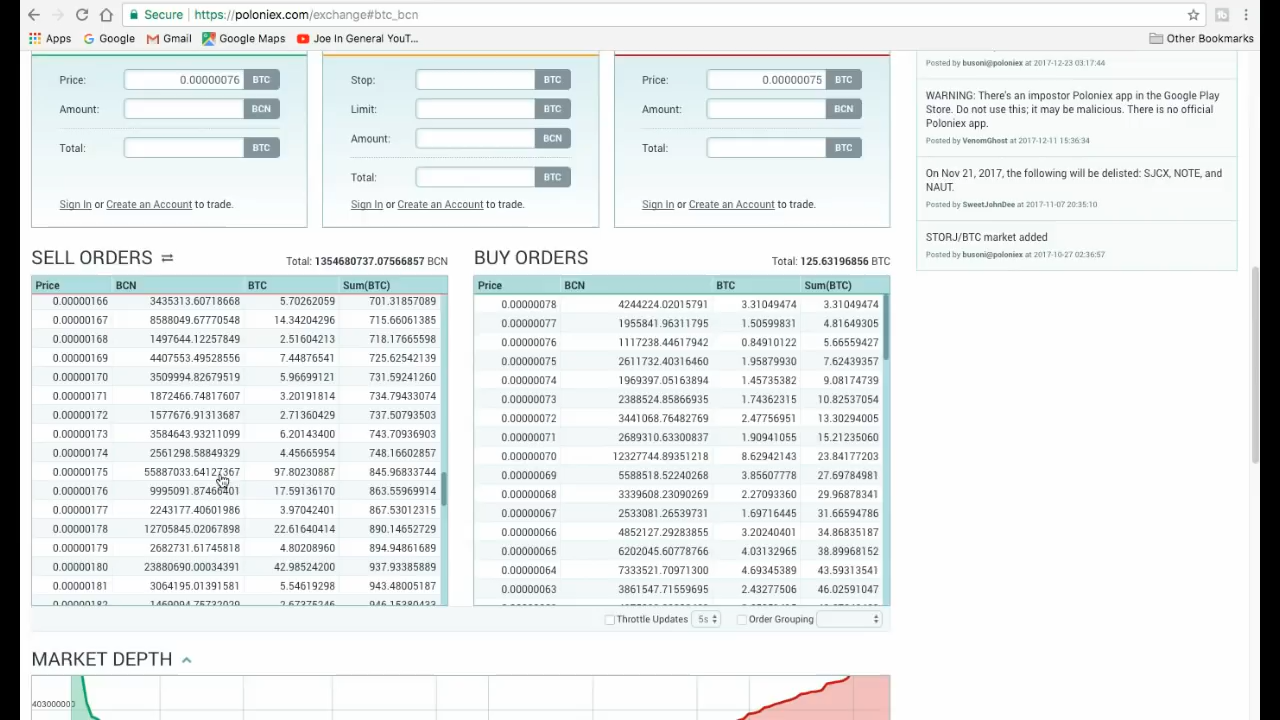 Secure https://poloniex.com/exchange#btc_bcn
Apps Google Gmail Google Maps Joe In General YouT... Other Bookmarks
Price: 0.00000076 BTC
Amount: BCN
Total: BTC
Sign In or Create an Account to trade.
Stop: BTC
Limit: BTC
Amount: BCN
Total: BTC
Sign In or Create an Account to trade.
Price: 0.00000075 BTC
Amount: BCN
Total: BTC
Sign In or Create an Account to trade.
Posted by busoni@poloniex at 2017-12-23 03:17:44
WARNING: There's an impostor Poloniex app in the Google Play
Store. Do not use this; it may be malicious. There is no official
Poloniex app.
Posted by VenomGhost at 2017-12-11 15:36:34
On Nov 21, 2017, the following will be delisted: SJCX, NOTE, and
NAUT.
Posted by SweetJohnDee at 2017-11-07 20:35:10
STORJ/BTC market added
Posted by busoni@poloniex at 2017-10-27 02:36:57
SELL ORDERS Total: 1354680737.07566857 BCN
Price BCN BTC Sum(BTC)
0.00000166 3435313.60718668 5.70262059 701.31857089
0.00000167 8588049.67770548 14.34204296 715.66061385
0.00000168 1497644.12257849 2.51604213 718.17665598
0.00000169 4407553.49528556 7.44876541 725.62542139
0.00000170 3509994.82679519 5.96699121 731.59241260
0.00000171 1872466.74817607 3.20191814 734.79433074
0.00000172 1577676.91313687 2.71360429 737.50793503
0.00000173 3584643.93211099 6.20143400 743.70936903
0.00000174 2561298.58849329 4.45665954 748.16602857
0.00000175 55887033.64127367 97.80230887 845.96833744
0.00000176 9995091.87466401 17.59136170 863.55969914
0.00000177 2243177.40601986 3.97042401 867.53012315
0.00000178 12705845.02067898 22.61640414 890.14652729
0.00000179 2682731.61745818 4.80208960 894.94861689
0.00000180 23880690.00034391 42.98524200 937.93385889
0.00000181 3064195.01391581 5.54619298 943.48005187
0.00000182 1469094.75732029 2.67375246 946.15380433
BUY ORDERS Total: 125.63196856 BTC
Price BCN BTC Sum(BTC)
0.00000078 4244224.02015791 3.31049474 3.31049474
0.00000077 1955841.96311795 1.50599831 4.81649305
0.00000076 1117238.44617942 0.84910122 5.66559427
0.00000075 2611732.40316460 1.95879930 7.62439357
0.00000074 1969397.05163894 1.45735382 9.08174739
0.00000073 2388524.85866935 1.74362315 10.82537054
0.00000072 3441068.76482769 2.47756951 13.30294005
0.00000071 2689310.63300837 1.90941055 15.21235060
0.00000070 12327744.89351218 8.62942143 23.84177203
0.00000069 5588518.52240268 3.85607778 27.69784981
0.00000068 3339608.23090269 2.27093360 29.96878341
0.00000067 2533081.26539731 1.69716445 31.66594786
0.00000066 4852127.29283855 3.20240401 34.86835187
0.00000065 6202045.60778766 4.03132965 38.89968152
0.00000064 7333521.70971300 4.69345389 43.59313541
0.00000063 3861547.71559695 2.43277506 46.02591047
Throttle Updates 5s Order Grouping
MARKET DEPTH
403000000